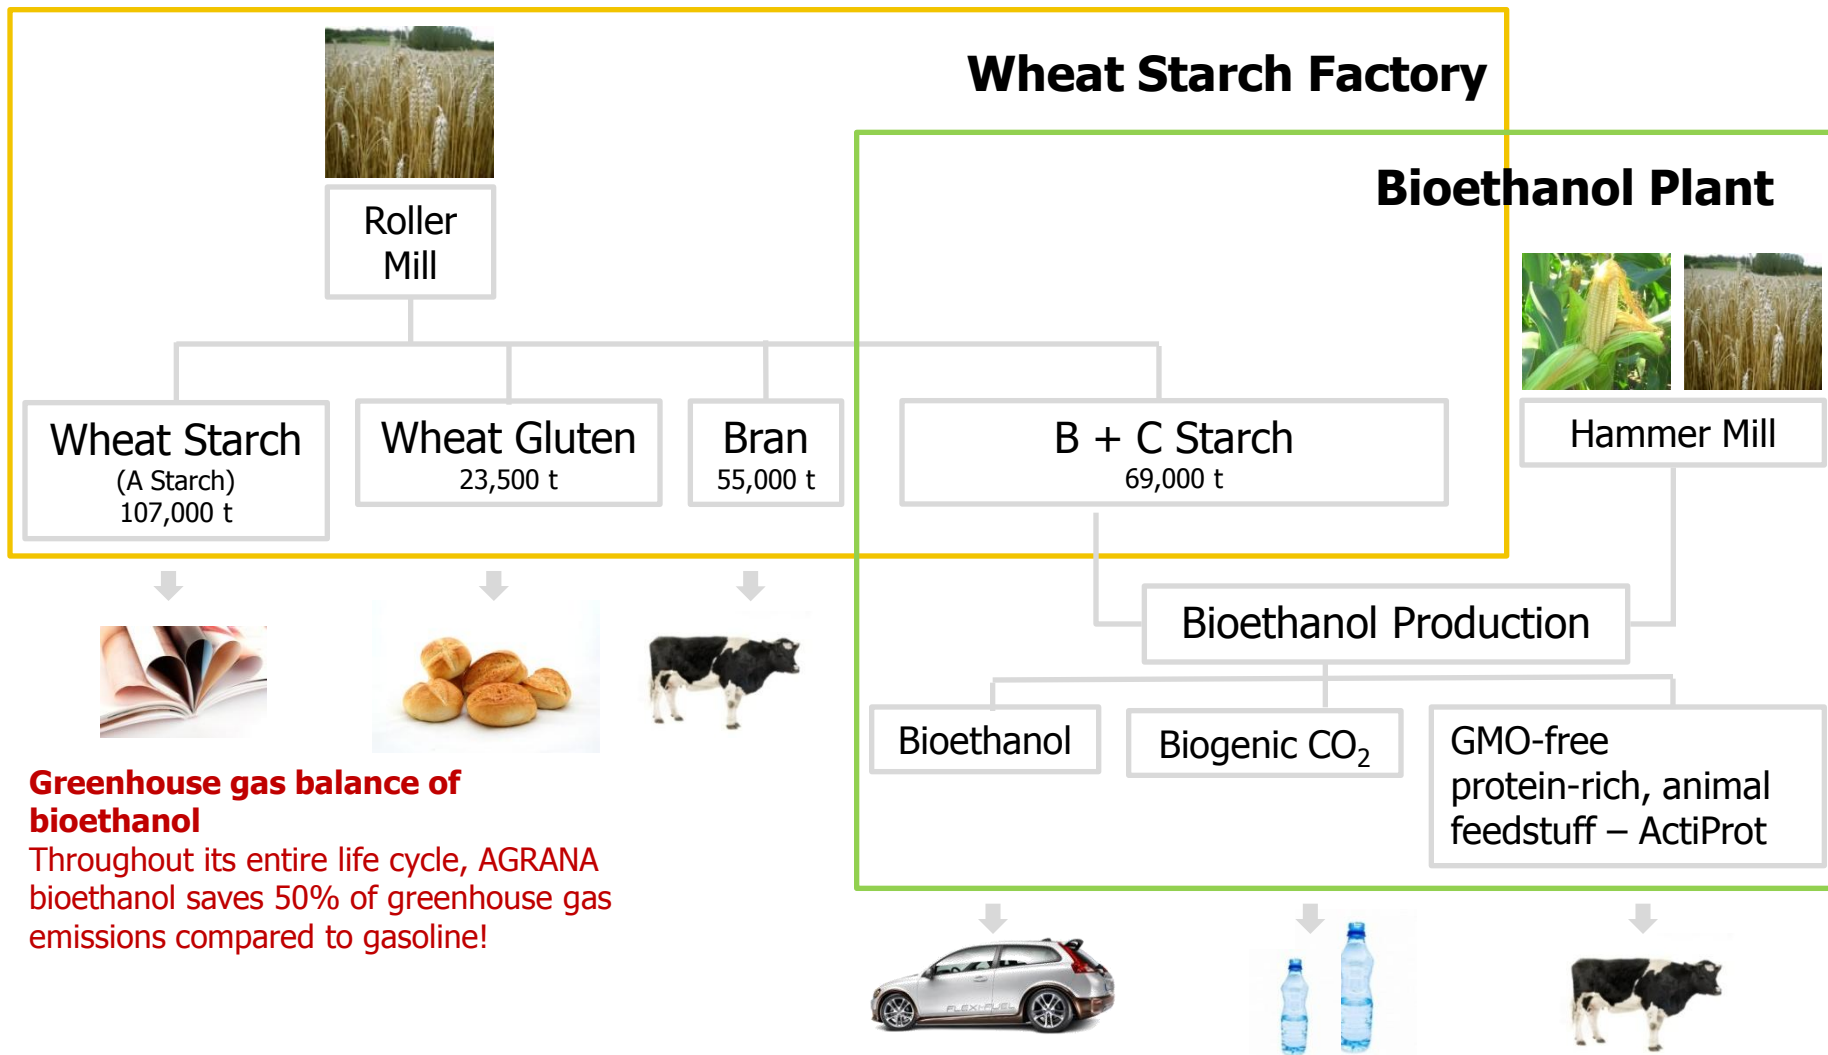 Wheat Starch Factory
Bioethanol Plant
Roller
Mill
Wheat Starch
(A Starch)
107,000 t
Wheat Gluten
23,500 t
Bran
55,000 t
B + C Starch
69,000 t
Hammer Mill
Bioethanol Production
Bioethanol
Biogenic CO₂
GMO-free
protein-rich, animal
feedstuff – ActiProt
Greenhouse gas balance of
bioethanol
Throughout its entire life cycle, AGRANA
bioethanol saves 50% of greenhouse gas
emissions compared to gasoline!
FLEXIFUEL